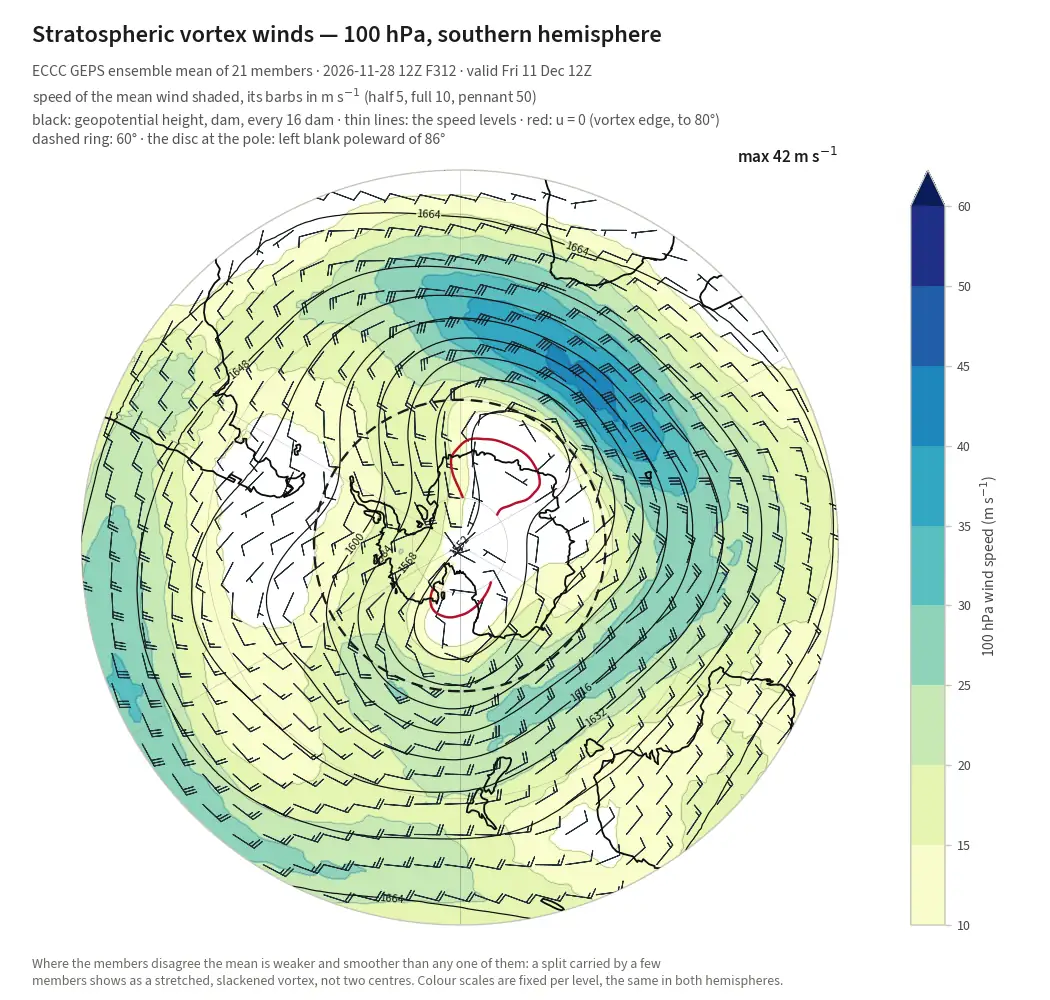 Stratospheric vortex winds — 100 hPa, southern hemisphere
ECCC GEPS ensemble mean of 21 members · 2026-11-28 12Z F312 · valid Fri 11 Dec 12Z
speed of the mean wind shaded, its barbs in m s⁻¹ (half 5, full 10, pennant 50)
black: geopotential height, dam, every 16 dam · thin lines: the speed levels · red: u = 0 (vortex edge, to 80°)
dashed ring: 60° · the disc at the pole: left blank poleward of 86°
max 42 m s⁻¹
1664
1664
1648
1600
1568
1616
1632
1664
60
50
45
40
35
30
25
20
15
10
100 hPa wind speed (m s⁻¹)
Where the members disagree the mean is weaker and smoother than any one of them: a split carried by a few
members shows as a stretched, slackened vortex, not two centres. Colour scales are fixed per level, the same in both hemispheres.